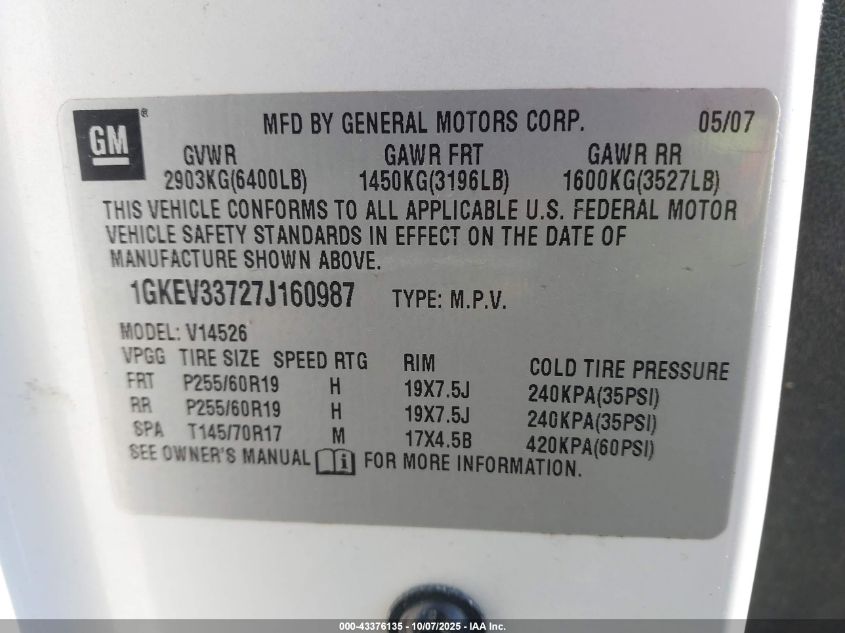 GM ®
MFD BY GENERAL MOTORS CORP. 05/07
GVWR GAWR FRT GAWR RR
2903KG(6400LB) 1450KG(3196LB) 1600KG(3527LB)
THIS VEHICLE CONFORMS TO ALL APPLICABLE U.S. FEDERAL MOTOR
VEHICLE SAFETY STANDARDS IN EFFECT ON THE DATE OF
MANUFACTURE SHOWN ABOVE.
1GKEV33727J160987 TYPE: M.P.V.
MODEL: V14526
VPGG TIRE SIZE SPEED RTG RIM COLD TIRE PRESSURE
FRT P255/60R19 H 19X7.5J 240KPA(35PSI)
RR P255/60R19 H 19X7.5J 240KPA(35PSI)
SPA T145/70R17 M 17X4.5B 420KPA(60PSI)
SEE OWNER'S MANUAL i FOR MORE INFORMATION.
000-43376135 - 10/07/2025 - IAA Inc.